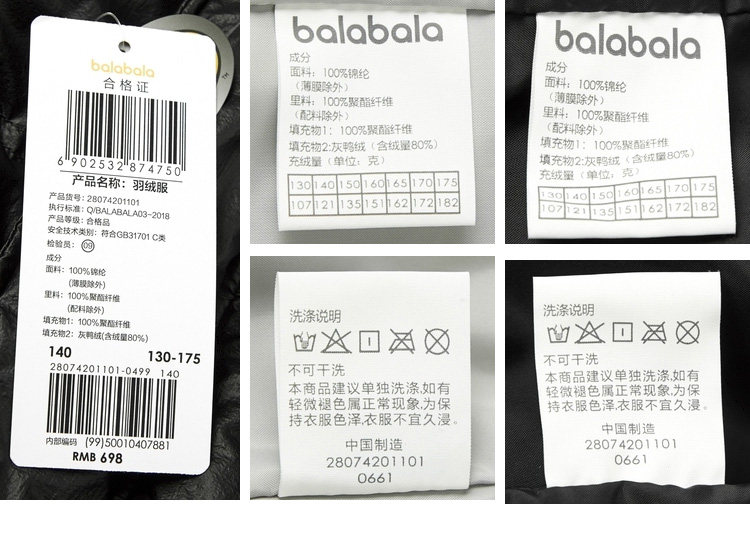 balabala
合格证
6 902532 874750
产品名称：羽绒服
产品货号：28074201101
执行标准：Q/BALABALA03-2018
产品等级：合格品
安全技术类别：符合GB31701 C类
检验员：09
成分
面料：100%锦纶
(薄膜除外)
里料：100%聚酯纤维
(配料除外)
填充物1：100%聚酯纤维
填充物2：灰鸭绒(含绒量80%)
140 130-175
28074201101-0499 140
内部编码 (99)50010407881
RMB 698
TM
balabala
成分
面料：100%锦纶
（薄膜除外）
里料：100%聚酯纤维
（配料除外）
填充物1：100%聚酯纤维
填充物2:灰鸭绒（含绒量80%）
充绒量（单位：克）
130 140 150 160 165 170 175
107 121 135 151 162 172 182
balabala
成分
面料：100%锦纶
（薄膜除外）
里料：100%聚酯纤维
（配料除外）
填充物1：100%聚酯纤维
填充物2:灰鸭绒（含绒量80%）
充绒量（单位：克）
130 140 150 160 165 170 175
107 121 135 151 162 172 182
洗涤说明
不可干洗
本商品建议单独洗涤,如有
轻微褪色属正常现象,为保
持衣服色泽,衣服不宜久浸。
中国制造
28074201101
0661
洗涤说明
不可干洗
本商品建议单独洗涤,如有
轻微褪色属正常现象,为保
持衣服色泽,衣服不宜久浸。
中国制造
28074201101
0661